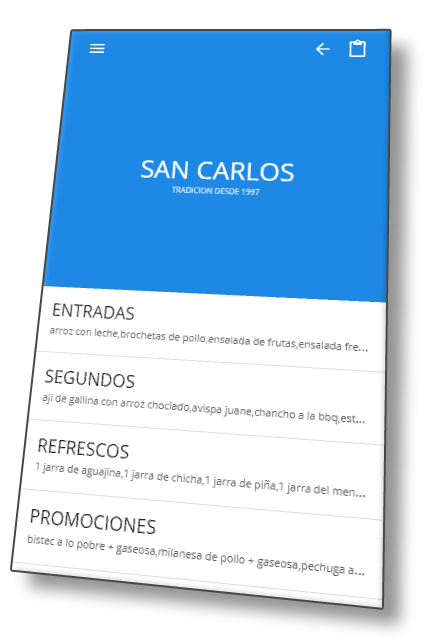 SAN CARLOS
TRADICION DESDE 1997
ENTRADAS
arroz con leche,brochetas de pollo,ensalada de frutas,ensalada fre...
SEGUNDOS
aji de gallina con arroz choclado,avispa juane,chancho a la bbq,est...
REFRESCOS
1 jarra de aguajina,1 jarra de chicha,1 jarra de piña,1 jarra del men...
PROMOCIONES
bistec a lo pobre + gaseosa,milanesa de pollo + gaseosa,pechuga a...